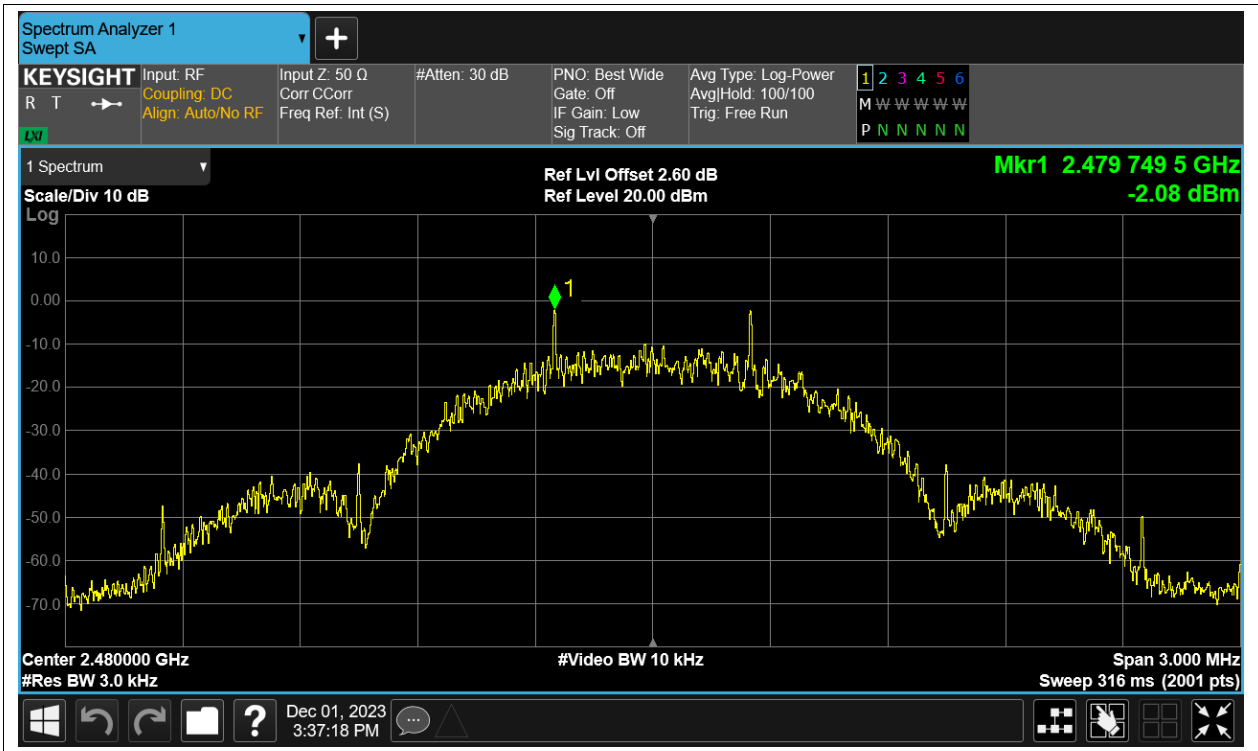 Spectrum Analyzer 1
Swept SA
+
KEYSIGHT
R T
LXI
Input: RF
Coupling: DC
Align: Auto/No RF
Input Z: 50 Ω
Corr CCorr
Freq Ref: Int (S)
#Atten: 30 dB
PNO: Best Wide
Gate: Off
IF Gain: Low
Sig Track: Off
Avg Type: Log-Power
Avg|Hold: 100/100
Trig: Free Run
1 2 3 4 5 6
M W W W W W
P N N N N N
1 Spectrum
Scale/Div 10 dB
Log
Ref Lvl Offset 2.60 dB
Ref Level 20.00 dBm
Mkr1 2.479 749 5 GHz
-2.08 dBm
10.0
0.00
-10.0
-20.0
-30.0
-40.0
-50.0
-60.0
-70.0
1
Center 2.480000 GHz
#Res BW 3.0 kHz
#Video BW 10 kHz
Span 3.000 MHz
Sweep 316 ms (2001 pts)
?
Dec 01, 2023
3:37:18 PM